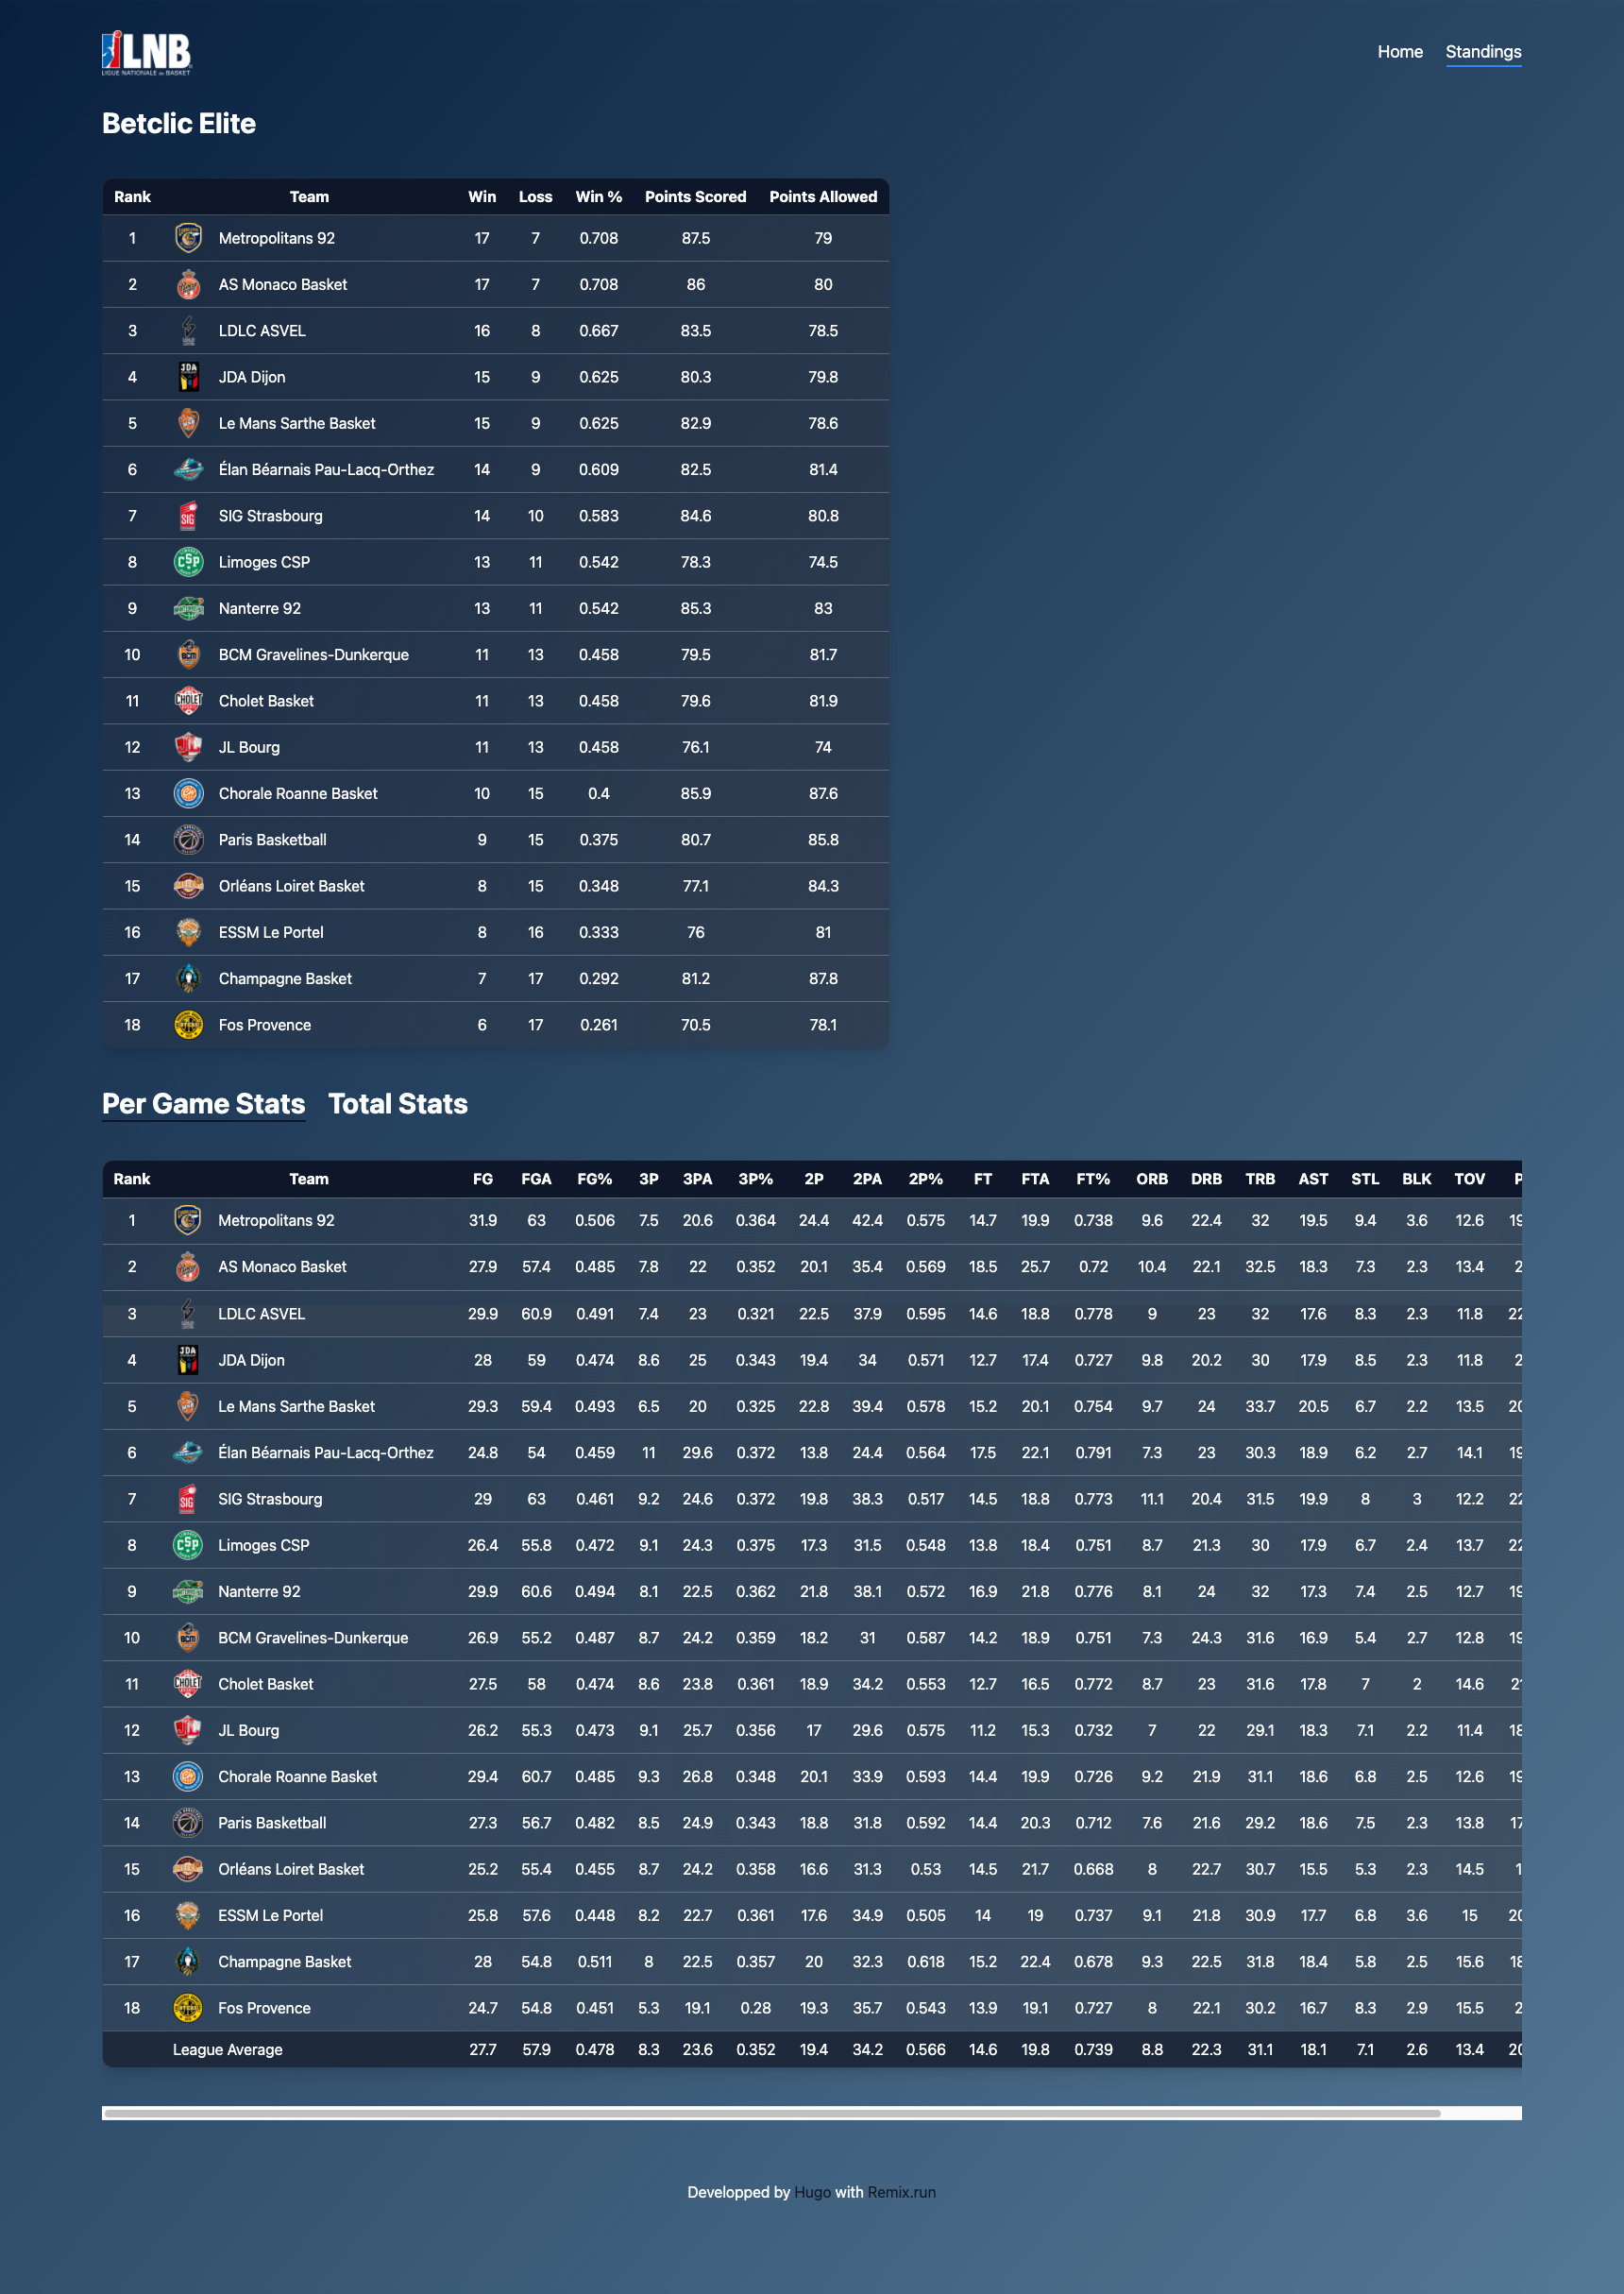 LNB
LIGUE NATIONALE de BASKET
Home Standings
Betclic Elite
Rank Team Win Loss Win % Points Scored Points Allowed
1 Metropolitans 92 17 7 0.708 87.5 79
2 AS Monaco Basket 17 7 0.708 86 80
3 LDLC ASVEL 16 8 0.667 83.5 78.5
4 JDA Dijon 15 9 0.625 80.3 79.8
5 Le Mans Sarthe Basket 15 9 0.625 82.9 78.6
6 Élan Béarnais Pau-Lacq-Orthez 14 9 0.609 82.5 81.4
7 SIG Strasbourg 14 10 0.583 84.6 80.8
8 Limoges CSP 13 11 0.542 78.3 74.5
9 Nanterre 92 13 11 0.542 85.3 83
10 BCM Gravelines-Dunkerque 11 13 0.458 79.5 81.7
11 Cholet Basket 11 13 0.458 79.6 81.9
12 JL Bourg 11 13 0.458 76.1 74
13 Chorale Roanne Basket 10 15 0.4 85.9 87.6
14 Paris Basketball 9 15 0.375 80.7 85.8
15 Orléans Loiret Basket 8 15 0.348 77.1 84.3
16 ESSM Le Portel 8 16 0.333 76 81
17 Champagne Basket 7 17 0.292 81.2 87.8
18 Fos Provence 6 17 0.261 70.5 78.1
Per Game Stats Total Stats
Rank Team FG FGA FG% 3P 3PA 3P% 2P 2PA 2P% FT FTA FT% ORB DRB TRB AST STL BLK TOV
1 Metropolitans 92 31.9 63 0.506 7.5 20.6 0.364 24.4 42.4 0.575 14.7 19.9 0.738 9.6 22.4 32 19.5 9.4 3.6 12.6
2 AS Monaco Basket 27.9 57.4 0.485 7.8 22 0.352 20.1 35.4 0.569 18.5 25.7 0.72 10.4 22.1 32.5 18.3 7.3 2.3 13.4
3 LDLC ASVEL 29.9 60.9 0.491 7.4 23 0.321 22.5 37.9 0.595 14.6 18.8 0.778 9 23 32 17.6 8.3 2.3 11.8
4 JDA Dijon 28 59 0.474 8.6 25 0.343 19.4 34 0.571 12.7 17.4 0.727 9.8 20.2 30 17.9 8.5 2.3 11.8
5 Le Mans Sarthe Basket 29.3 59.4 0.493 6.5 20 0.325 22.8 39.4 0.578 15.2 20.1 0.754 9.7 24 33.7 20.5 6.7 2.2 13.5
6 Élan Béarnais Pau-Lacq-Orthez 24.8 54 0.459 11 29.6 0.372 13.8 24.4 0.564 17.5 22.1 0.791 7.3 23 30.3 18.9 6.2 2.7 14.1
7 SIG Strasbourg 29 63 0.461 9.2 24.6 0.372 19.8 38.3 0.517 14.5 18.8 0.773 11.1 20.4 31.5 19.9 8 3 12.2
8 Limoges CSP 26.4 55.8 0.472 9.1 24.3 0.375 17.3 31.5 0.548 13.8 18.4 0.751 8.7 21.3 30 17.9 6.7 2.4 13.7
9 Nanterre 92 29.9 60.6 0.494 8.1 22.5 0.362 21.8 38.1 0.572 16.9 21.8 0.776 8.1 24 32 17.3 7.4 2.5 12.7
10 BCM Gravelines-Dunkerque 26.9 55.2 0.487 8.7 24.2 0.359 18.2 31 0.587 14.2 18.9 0.751 7.3 24.3 31.6 16.9 5.4 2.7 12.8
11 Cholet Basket 27.5 58 0.474 8.6 23.8 0.361 18.9 34.2 0.553 12.7 16.5 0.772 8.7 23 31.6 17.8 7 2 14.6
12 JL Bourg 26.2 55.3 0.473 9.1 25.7 0.356 17 29.6 0.575 11.2 15.3 0.732 7 22 29.1 18.3 7.1 2.2 11.4
13 Chorale Roanne Basket 29.4 60.7 0.485 9.3 26.8 0.348 20.1 33.9 0.593 14.4 19.9 0.726 9.2 21.9 31.1 18.6 6.8 2.5 12.6
14 Paris Basketball 27.3 56.7 0.482 8.5 24.9 0.343 18.8 31.8 0.592 14.4 20.3 0.712 7.6 21.6 29.2 18.6 7.5 2.3 13.8
15 Orléans Loiret Basket 25.2 55.4 0.455 8.7 24.2 0.358 16.6 31.3 0.53 14.5 21.7 0.668 8 22.7 30.7 15.5 5.3 2.3 14.5
16 ESSM Le Portel 25.8 57.6 0.448 8.2 22.7 0.361 17.6 34.9 0.505 14 19 0.737 9.1 21.8 30.9 17.7 6.8 3.6 15
17 Champagne Basket 28 54.8 0.511 8 22.5 0.357 20 32.3 0.618 15.2 22.4 0.678 9.3 22.5 31.8 18.4 5.8 2.5 15.6
18 Fos Provence 24.7 54.8 0.451 5.3 19.1 0.28 19.3 35.7 0.543 13.9 19.1 0.727 8 22.1 30.2 16.7 8.3 2.9 15.5
League Average 27.7 57.9 0.478 8.3 23.6 0.352 19.4 34.2 0.566 14.6 19.8 0.739 8.8 22.3 31.1 18.1 7.1 2.6 13.4
Developped by Hugo with Remix.run